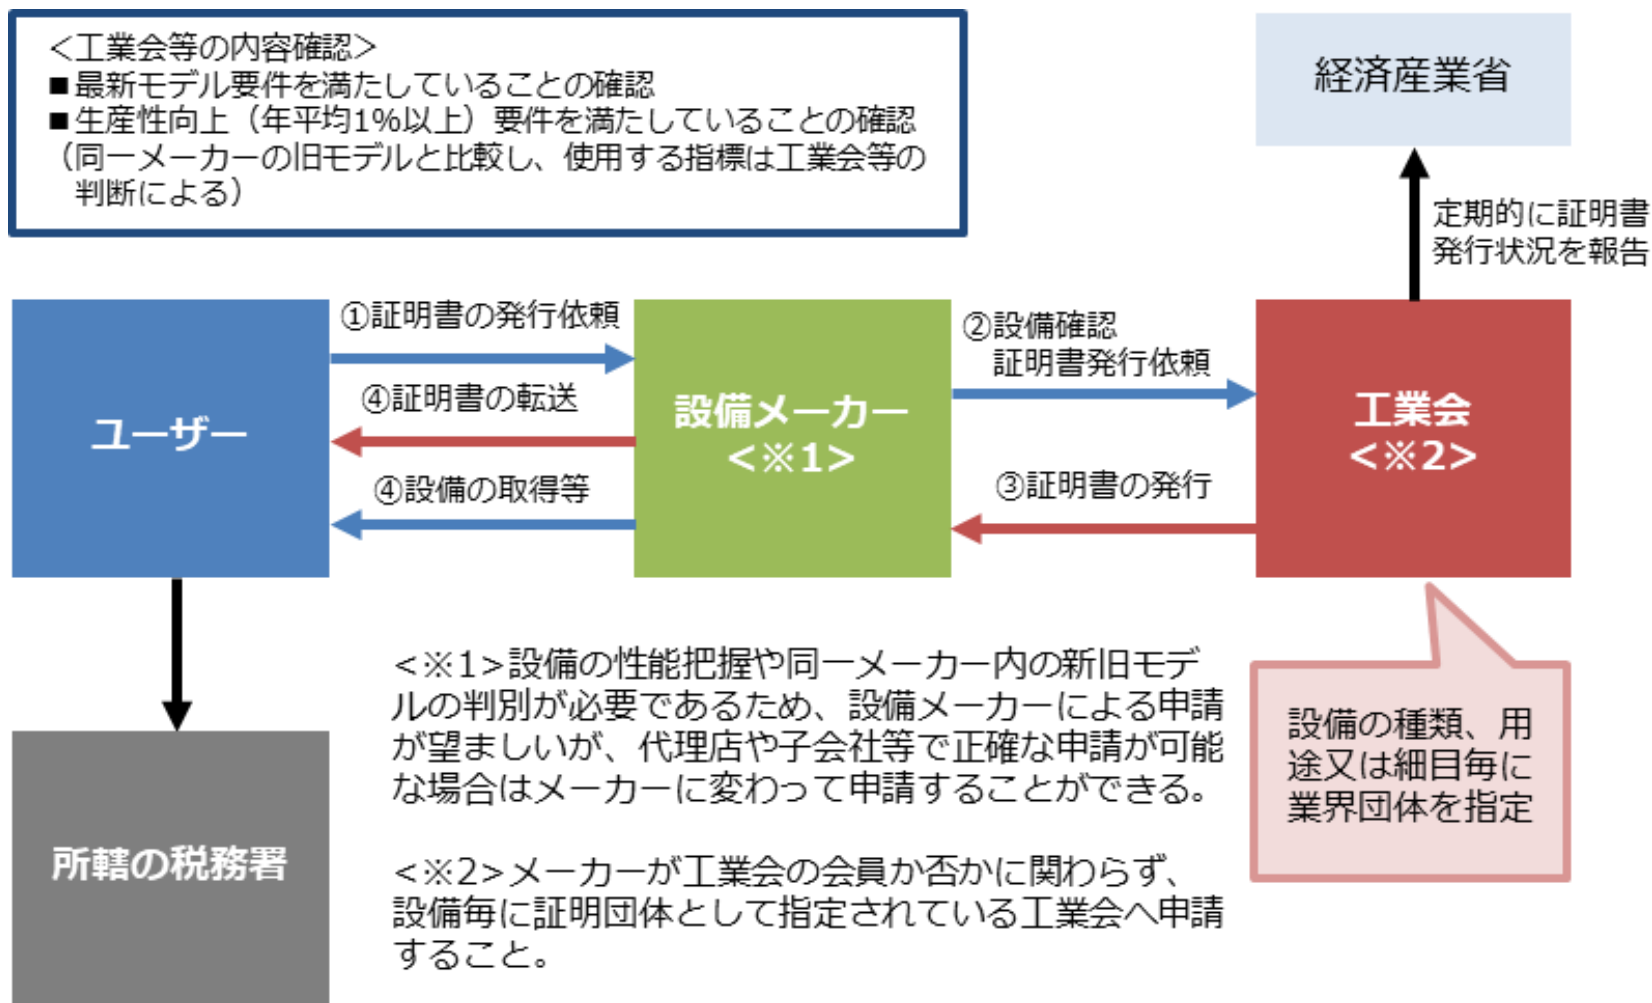 ＜工業会等の内容確認＞
■最新モデル要件を満たしていることの確認
■生産性向上（年平均1%以上）要件を満たしていることの確認
（同一メーカーの旧モデルと比較し、使用する指標は工業会等の
判断による）
経済産業省
定期的に証明書
発行状況を報告
ユーザー
①証明書の発行依頼
④証明書の転送
④設備の取得等
設備メーカー
<※1>
②設備確認
証明書発行依頼
③証明書の発行
工業会
<※2>
設備の種類、用
途又は細目毎に
業界団体を指定
所轄の税務署
<※1>設備の性能把握や同一メーカー内の新旧モデ
ルの判別が必要であるため、設備メーカーによる申請
が望ましいが、代理店や子会社等で正確な申請が可能
な場合はメーカーに変わって申請することができる。
<※2>メーカーが工業会の会員か否かに関わらず、
設備毎に証明団体として指定されている工業会へ申請
すること。